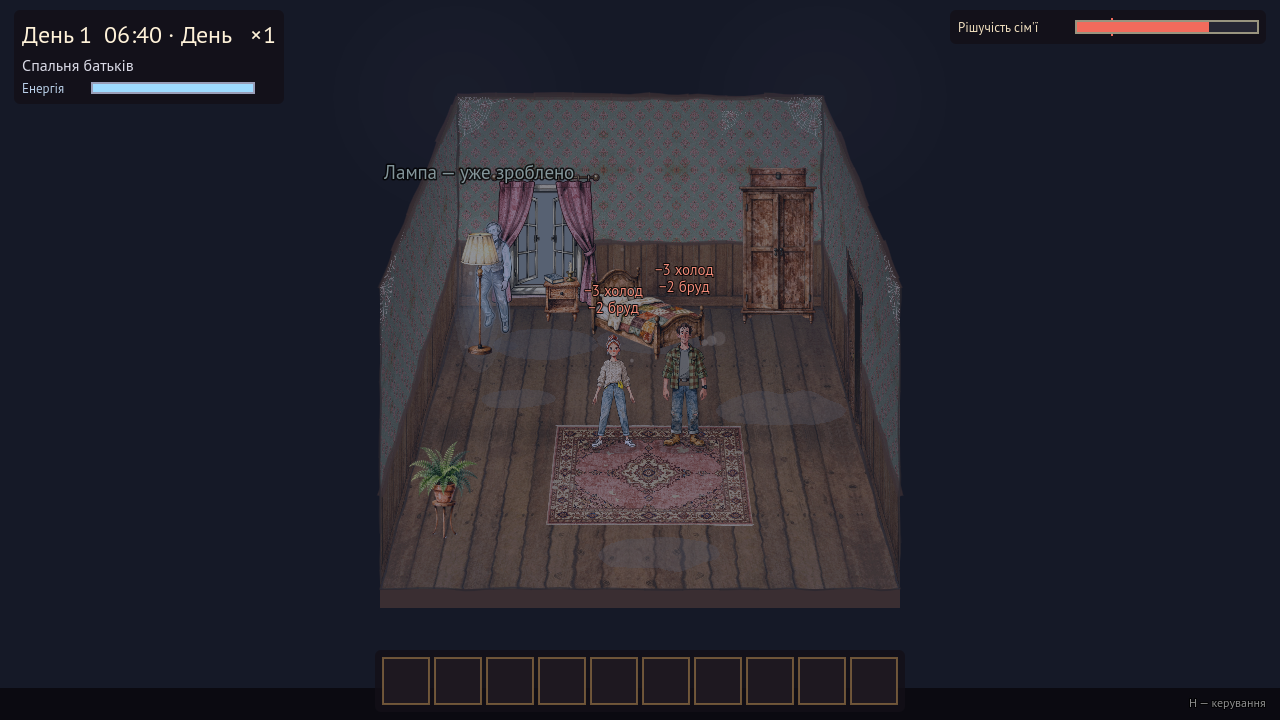 День 1 06:40 · День ×1
Спальня батьків
Енергія
Рішучість сім'ї
Лампа — уже зроблено
−3 холод
−2 бруд
−3 холод
−2 бруд
H — керування